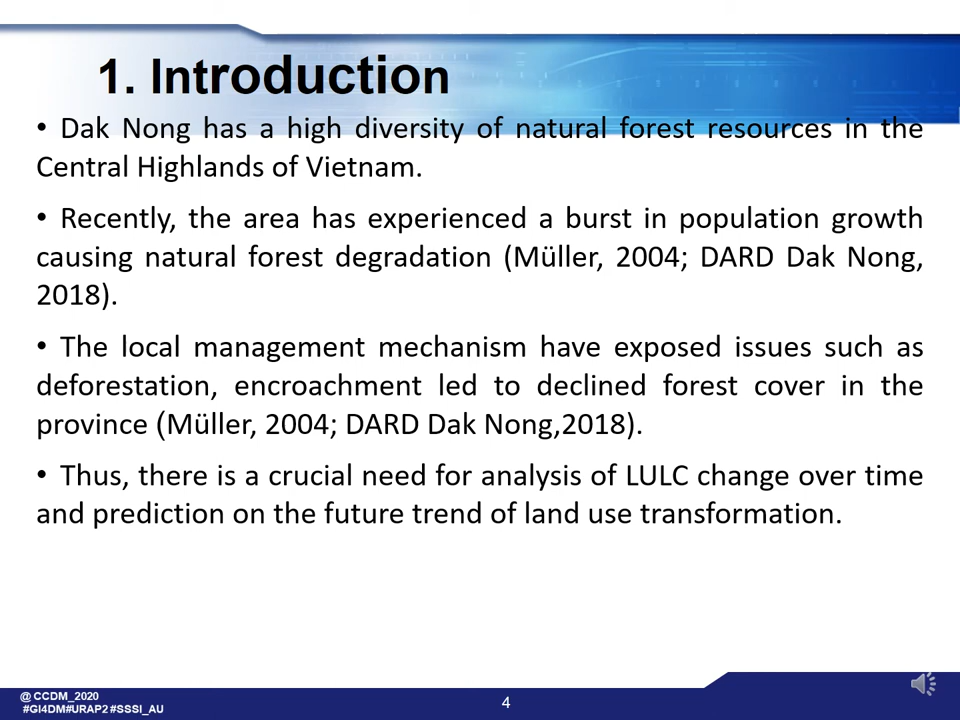 1. Introduction
• Dak Nong has a high diversity of natural forest resources in the
Central Highlands of Vietnam.
• Recently, the area has experienced a burst in population growth
causing natural forest degradation (Müller, 2004; DARD Dak Nong,
2018).
• The local management mechanism have exposed issues such as
deforestation, encroachment led to declined forest cover in the
province (Müller, 2004; DARD Dak Nong,2018).
• Thus, there is a crucial need for analysis of LULC change over time
and prediction on the future trend of land use transformation.
@ CCDM_2020
#GI4DM#URAP2 #SSSI_AU
4